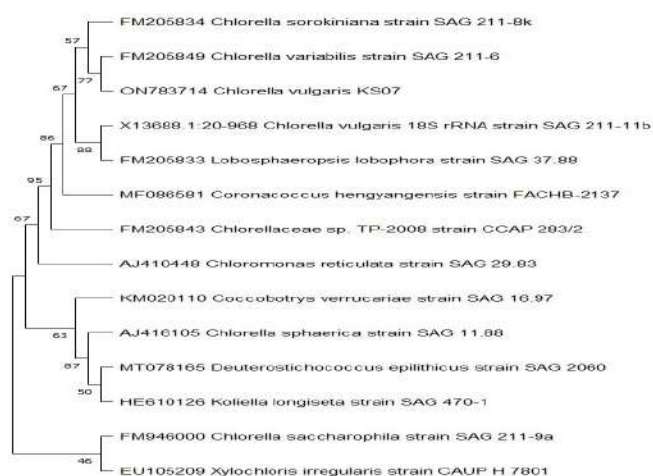 FM205834 Chlorella sorokiniana strain SAG 211-8k
57
FM205849 Chlorella variabilis strain SAG 211-6
77
67
ON783714 Chlorella vulgaris KS07
X13688.1:20-968 Chlorella vulgaris 18S rRNA strain SAG 211-11b
86
88
FM205833 Lobosphaeropsis lobophora strain SAG 37.88
95
MF086581 Coronacoccus hengyangensis strain FACHB-2137
67
FM205843 Chlorellaceae sp. TP-2008 strain CCAP 283/2
AJ410448 Chloromonas reticulata strain SAG 29.83
KM020110 Coccobotrys verrucariae strain SAG 16.97
63
AJ416105 Chlorella sphaerica strain SAG 11.88
87
MT078165 Deuterostichococcus epilithicus strain SAG 2060
50
HE610126 Koliella longiseta strain SAG 470-1
FM946000 Chlorella saccharophila strain SAG 211-9a
46
EU105209 Xylochloris irregularis strain CAUP H 7801